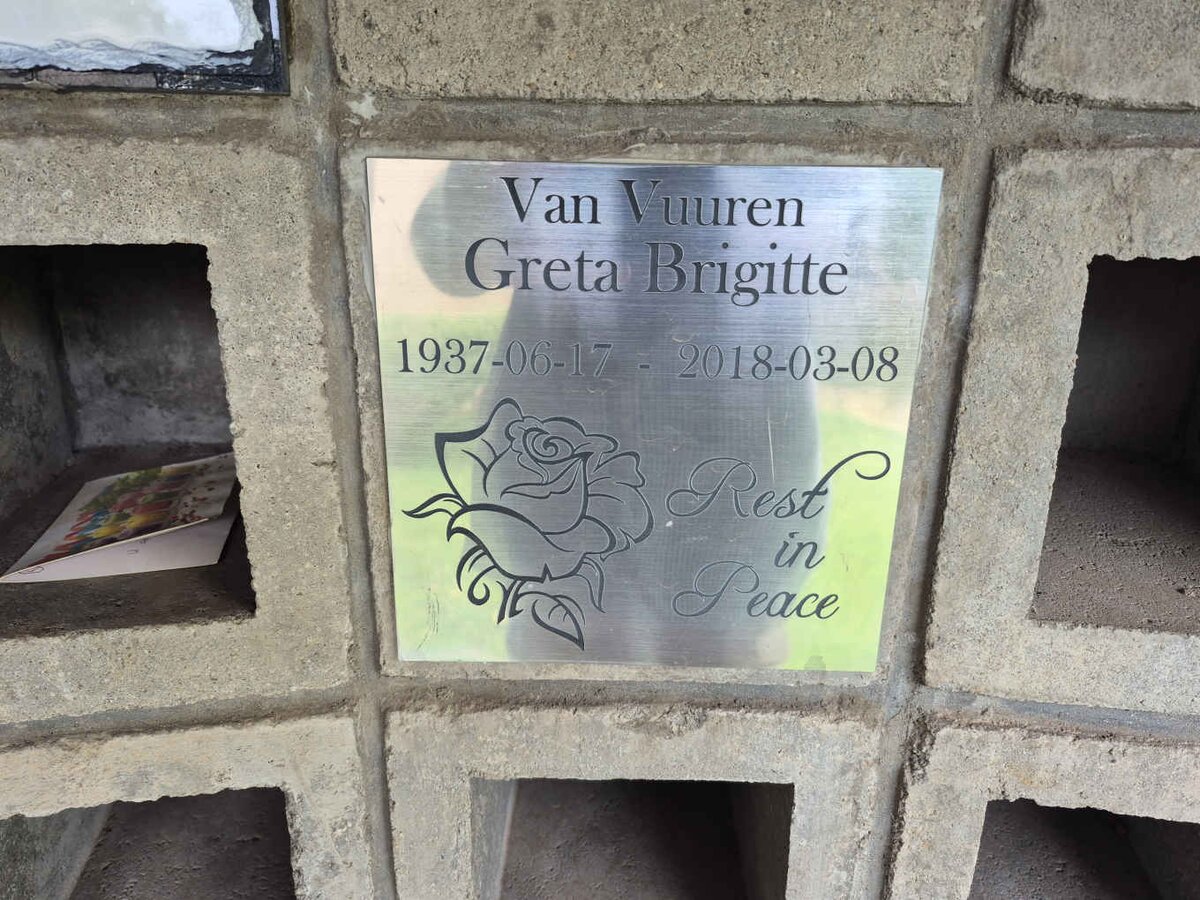 Van Vuuren
Greta Brigitte
1937-06-17 - 2018-03-08
Rest
in
Peace